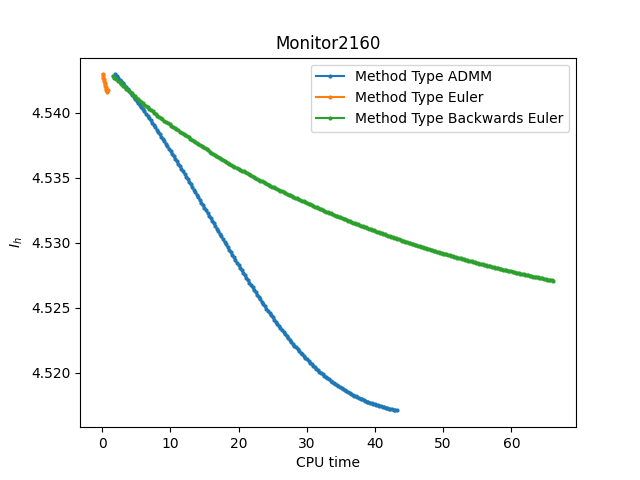 Monitor2160
Method Type ADMM
Method Type Euler
Method Type Backwards Euler
4.540
4.535
4.530
4.525
4.520
I_h
0 10 20 30 40 50 60
CPU time